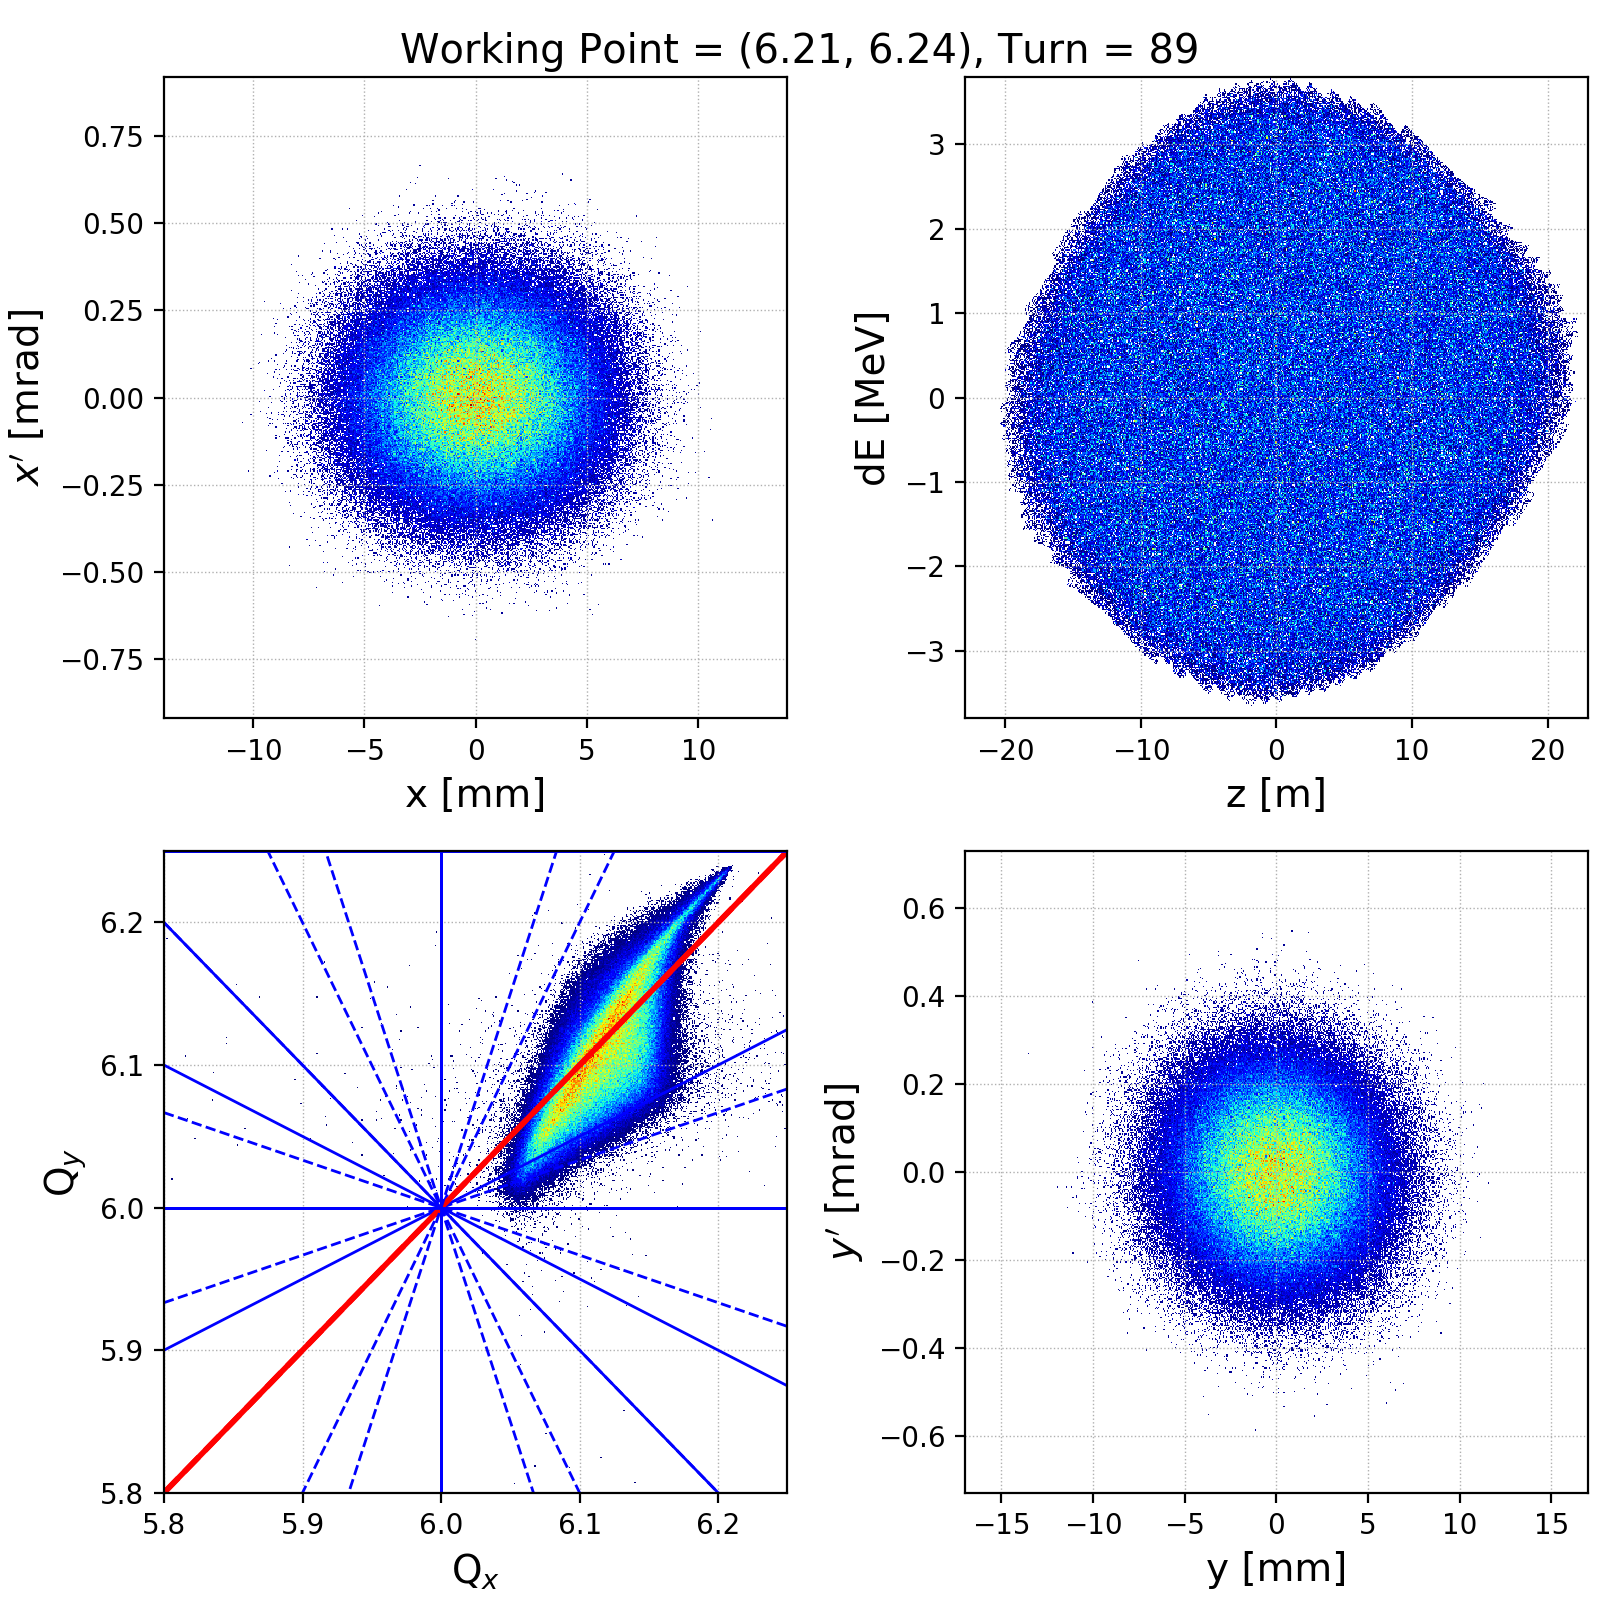 Working Point = (6.21, 6.24), Turn = 89
0.75
0.50
0.25
0.00
−0.25
−0.50
−0.75
x′ [mrad]
−10 −5 0 5 10
x [mm]
3
2
1
0
−1
−2
−3
dE [MeV]
−20 −10 0 10 20
z [m]
6.2
6.1
6.0
5.9
5.8
Qy
5.8 5.9 6.0 6.1 6.2
Qx
0.6
0.4
0.2
0.0
−0.2
−0.4
−0.6
y′ [mrad]
−15 −10 −5 0 5 10 15
y [mm]